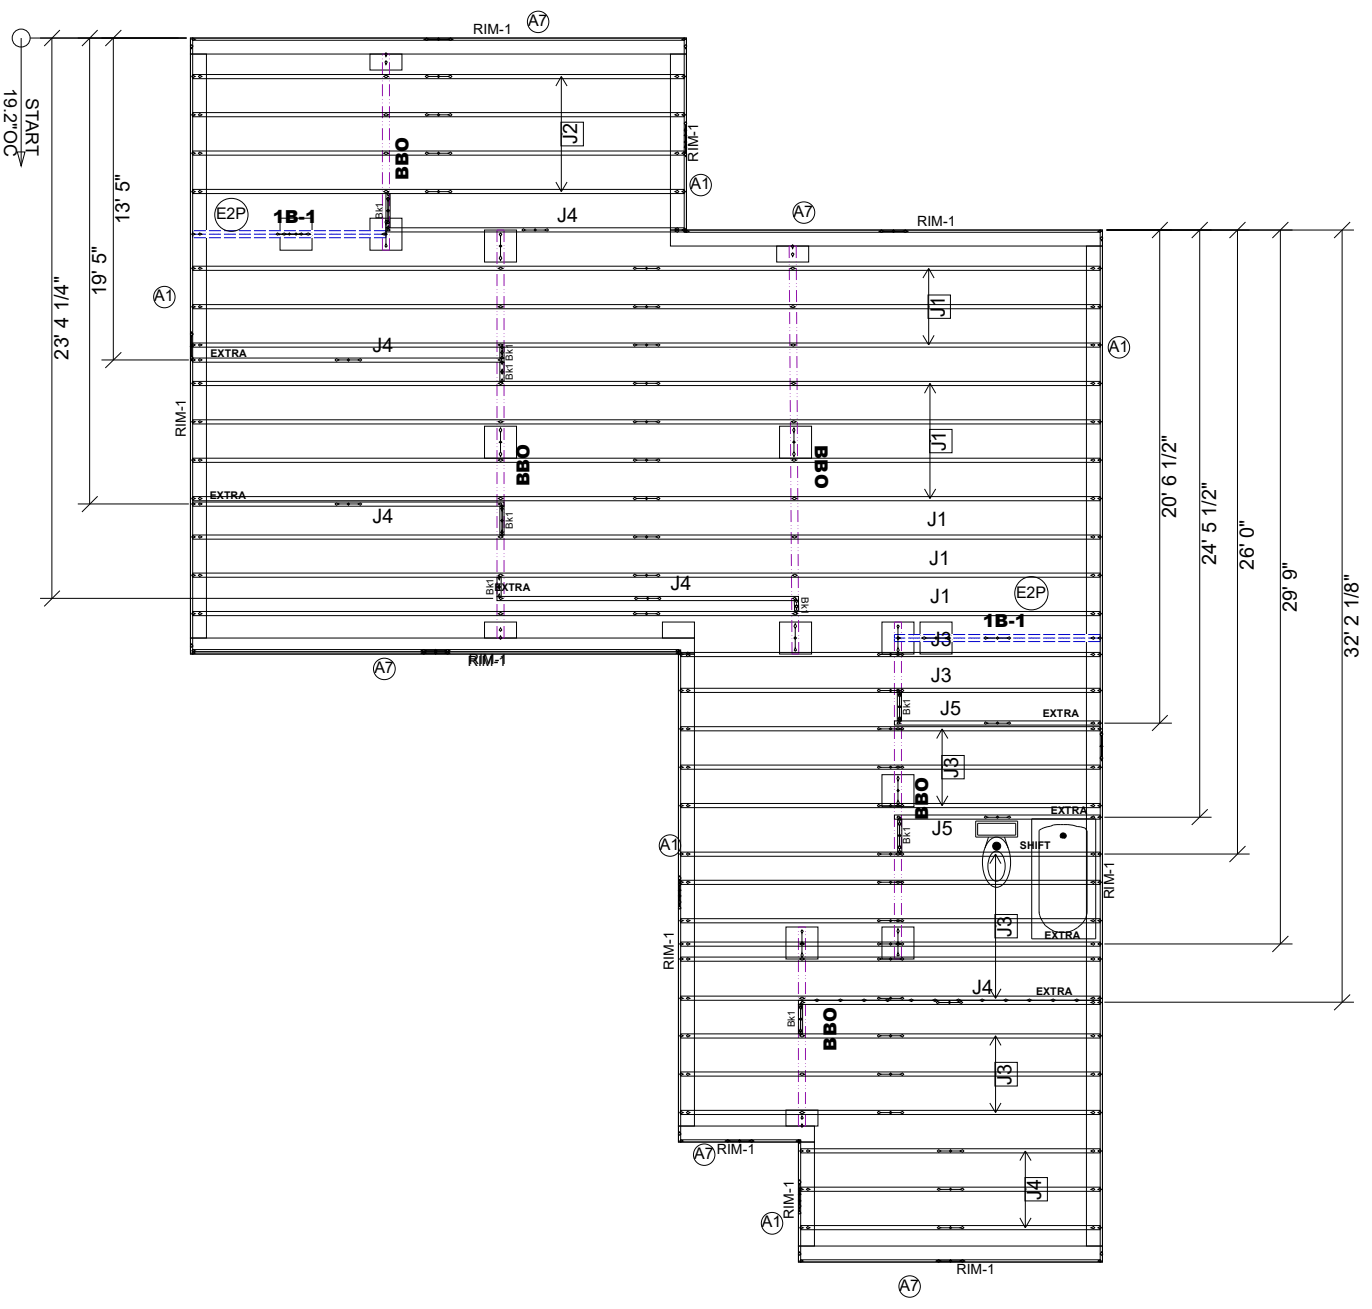 RIM-1
A7
START
19.2"OC
13' 5"
19' 5"
23' 4 1/4"
J2
RIM-1
BBO
A1
Bk1
E2P
1B-1
J4
A7
RIM-1
A1
J1
A1
J4
EXTRA
Bk1
Bk1
RIM-1
J1
BBO
BBO
20' 6 1/2"
24' 5 1/2"
26' 0"
29' 9"
32' 2 1/8"
EXTRA
J4
Bk1
J1
J1
Bk1
EXTRA
J4
J1
Bk1
E2P
1B-1
J3
RIM-1
A7
J3
Bk1
J5
EXTRA
J3
BBO
EXTRA
J5
Bk1
SHIFT
A1
RIM-1
J3
EXTRA
RIM-1
J4
EXTRA
Bk1
BBO
J3
A7
RIM-1
J4
RIM-1
A1
RIM-1
A7